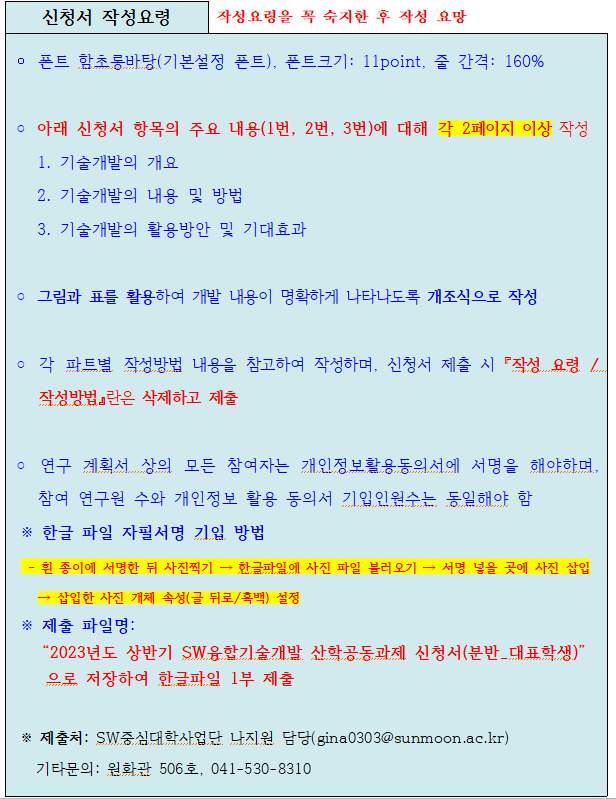 신청서 작성요령
작성요령을 꼭 숙지한 후 작성 요망
○ 폰트 함초롱바탕(기본설정 폰트), 폰트크기: 11point, 줄 간격: 160%
○ 아래 신청서 항목의 주요 내용(1번, 2번, 3번)에 대해 각 2페이지 이상 작성
1. 기술개발의 개요
2. 기술개발의 내용 및 방법
3. 기술개발의 활용방안 및 기대효과
○ 그림과 표를 활용하여 개발 내용이 명확하게 나타나도록 개조식으로 작성
○ 각 파트별 작성방법 내용을 참고하여 작성하며, 신청서 제출 시 『작성 요령 /
작성방법』란은 삭제하고 제출
○ 연구 계획서 상의 모든 참여자는 개인정보활용동의서에 서명을 해야하며,
참여 연구원 수와 개인정보 활용 동의서 기입인원수는 동일해야 함
※ 한글 파일 자필서명 기입 방법
- 흰 종이에 서명한 뒤 사진찍기 → 한글파일에 사진 파일 불러오기 → 서명 넣을 곳에 사진 삽입
→ 삽입한 사진 개체 속성(글 뒤로/흑백) 설정
※ 제출 파일명:
“2023년도 상반기 SW융합기술개발 산학공동과제 신청서(분반_대표학생)”
으로 저장하여 한글파일 1부 제출
※ 제출처: SW중심대학사업단 나지원 담당(gina0303@sunmoon.ac.kr)
기타문의: 원화관 506호, 041-530-8310